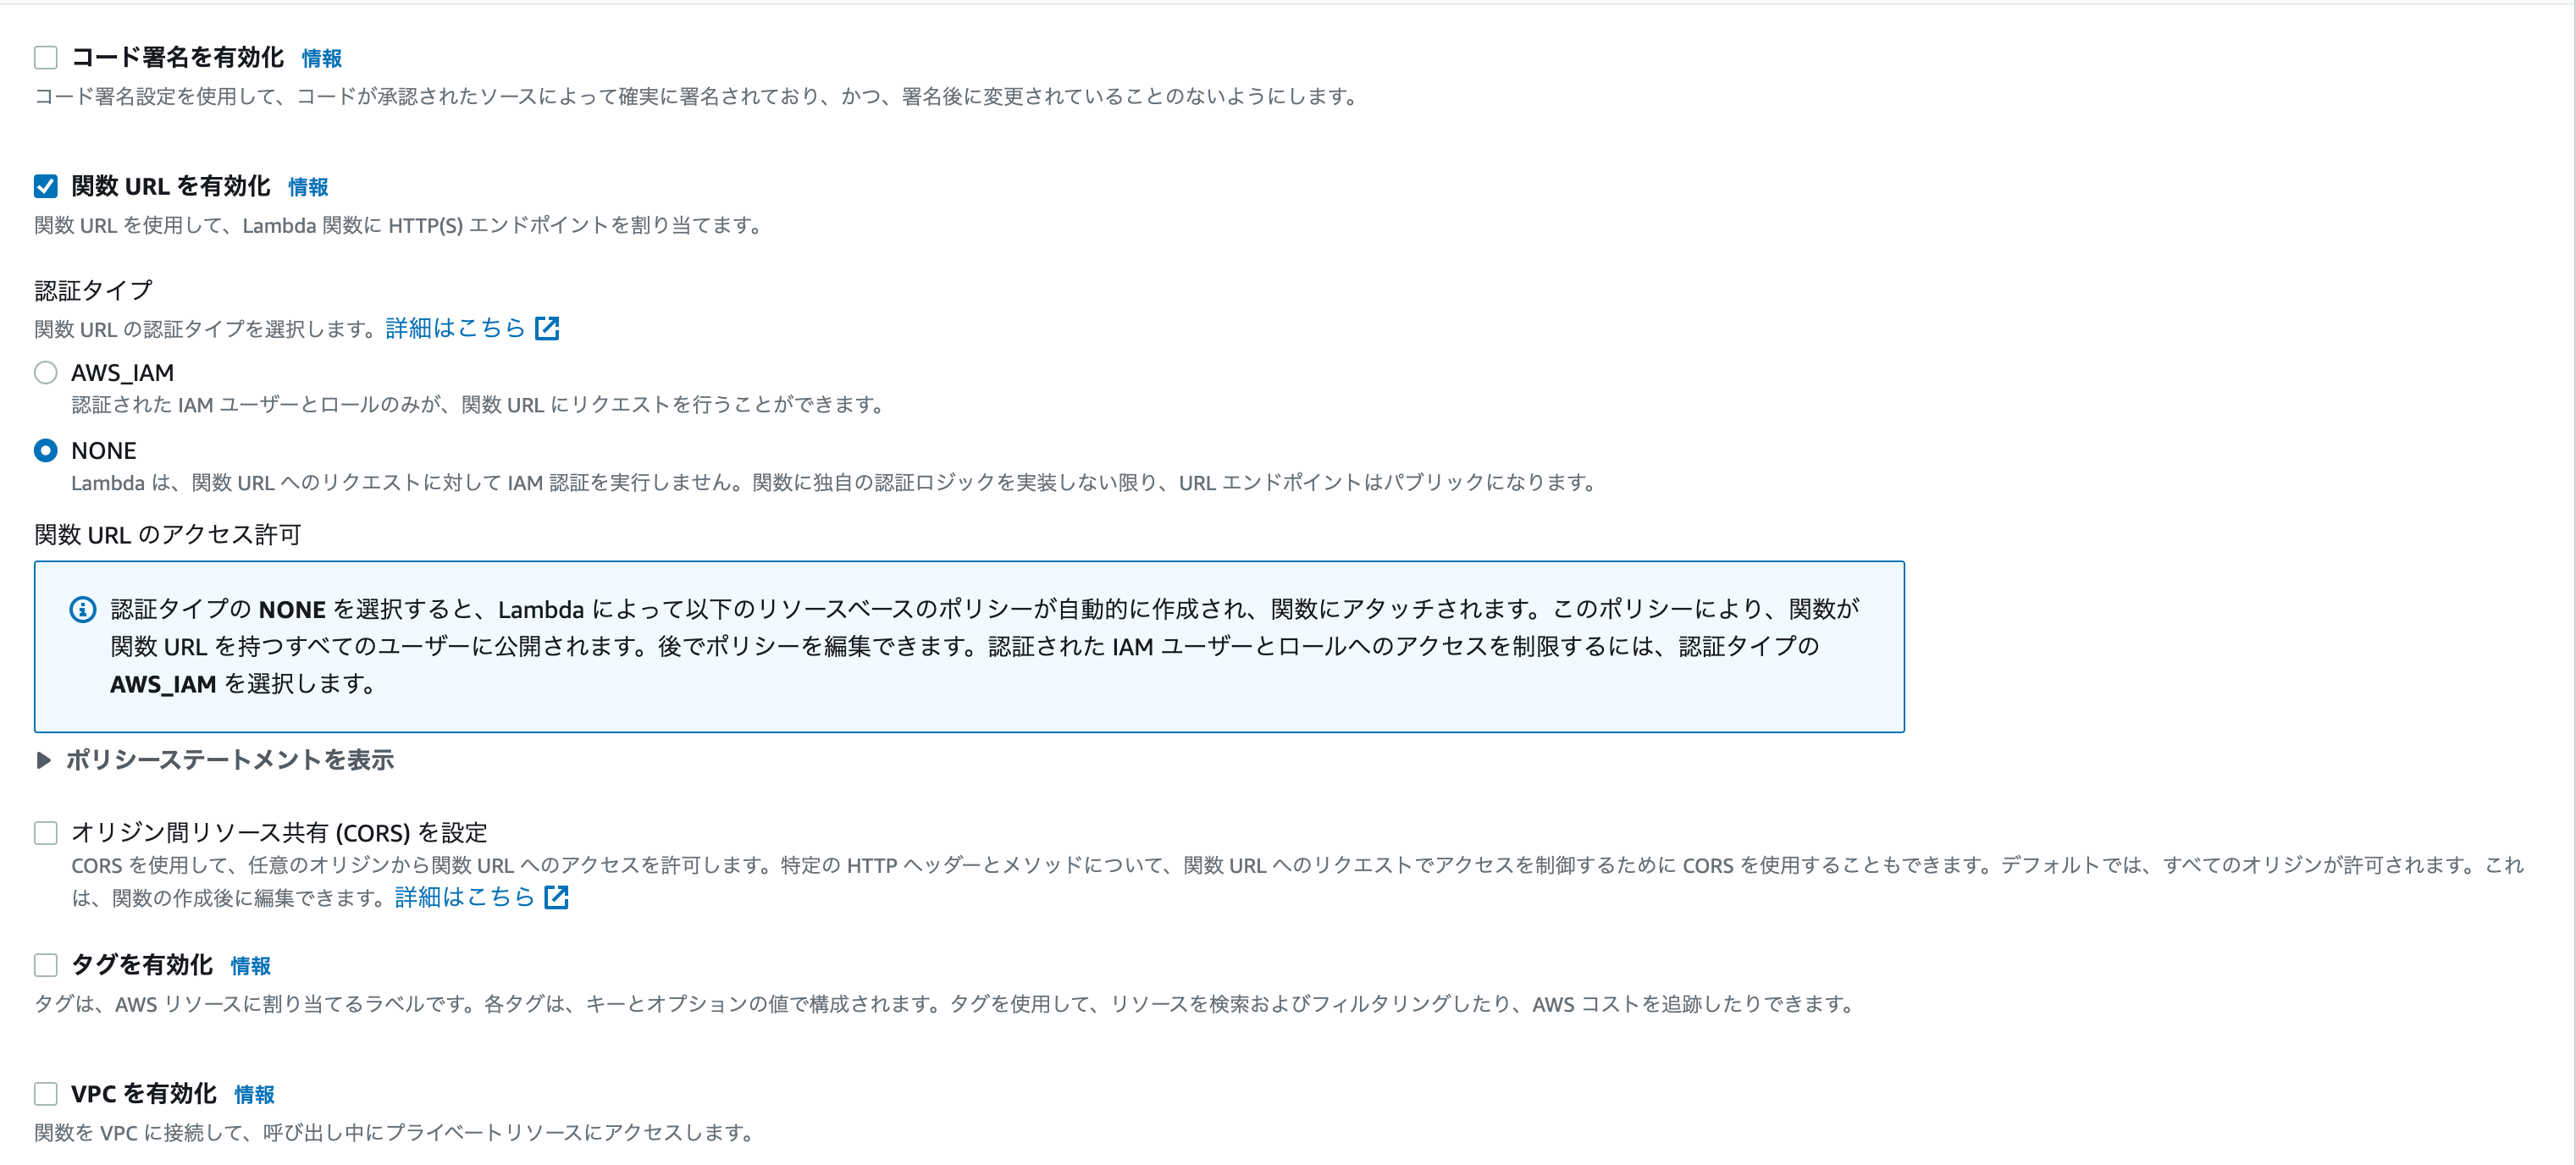 コード署名を有効化 情報
コード署名設定を使用して、コードが承認されたソースによって確実に署名されており、かつ、署名後に変更されていることのないようにします。
関数 URL を有効化 情報
関数 URL を使用して、Lambda 関数に HTTP(S) エンドポイントを割り当てます。
認証タイプ
関数 URL の認証タイプを選択します。詳細はこちら
AWS_IAM
認証された IAM ユーザーとロールのみが、関数 URL にリクエストを行うことができます。
NONE
Lambda は、関数 URL へのリクエストに対して IAM 認証を実行しません。関数に独自の認証ロジックを実装しない限り、URL エンドポイントはパブリックになります。
関数 URL のアクセス許可
認証タイプの NONE を選択すると、Lambda によって以下のリソースベースのポリシーが自動的に作成され、関数にアタッチされます。このポリシーにより、関数が
関数 URL を持つすべてのユーザーに公開されます。後でポリシーを編集できます。認証された IAM ユーザーとロールへのアクセスを制限するには、認証タイプの
AWS_IAM を選択します。
ポリシーステートメントを表示
オリジン間リソース共有 (CORS) を設定
CORS を使用して、任意のオリジンから関数 URL へのアクセスを許可します。特定の HTTP ヘッダーとメソッドについて、関数 URL へのリクエストでアクセスを制御するために CORS を使用することもできます。デフォルトでは、すべてのオリジンが許可されます。これ
は、関数の作成後に編集できます。詳細はこちら
タグを有効化 情報
タグは、AWS リソースに割り当てるラベルです。各タグは、キーとオプションの値で構成されます。タグを使用して、リソースを検索およびフィルタリングしたり、AWS コストを追跡したりできます。
VPC を有効化 情報
関数を VPC に接続して、呼び出し中にプライベートリソースにアクセスします。